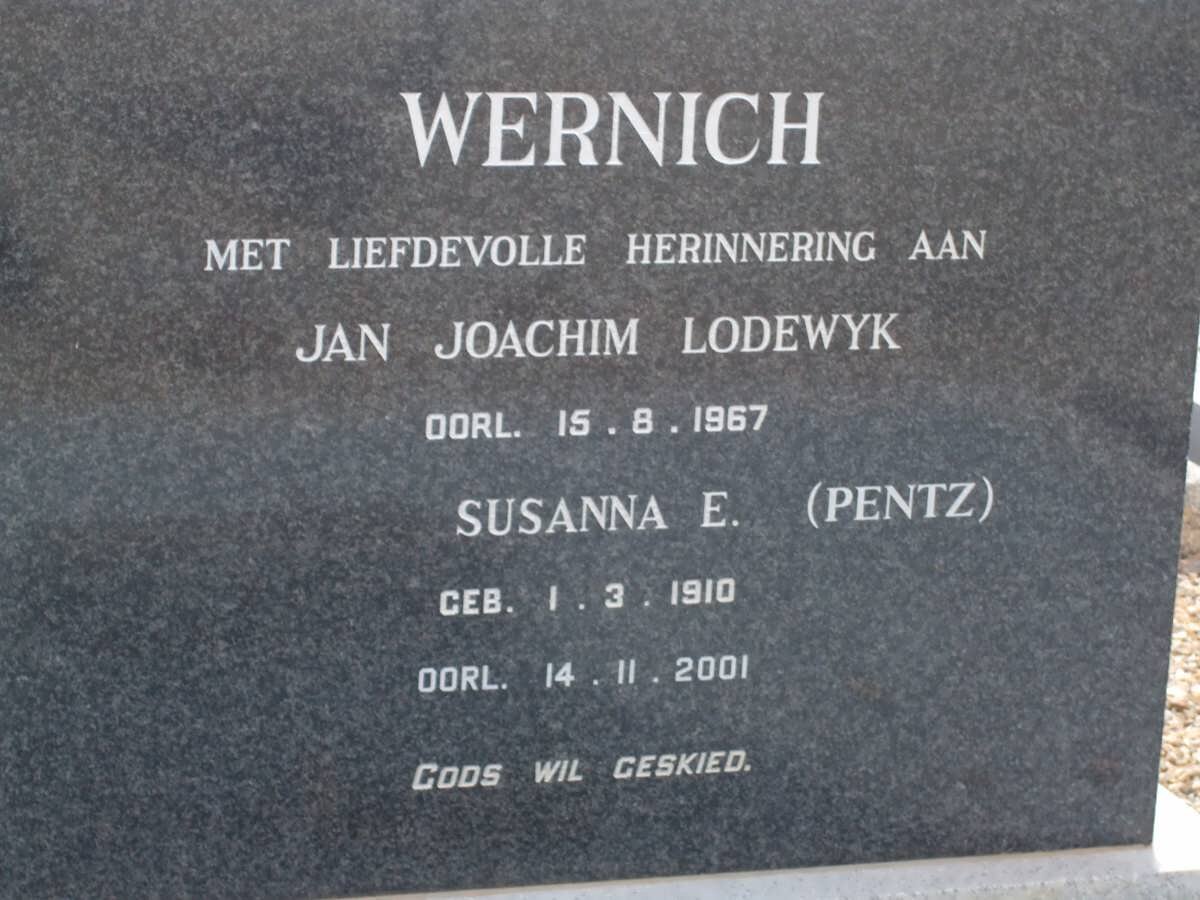 WERNICH
MET LIEFDEVOLLE HERINNERING AAN
JAN JOACHIM LODEWYK
OORL. 15.8.1967
SUSANNA E. (PENTZ)
GEB. 1.3.1910
OORL. 14.11.2001
GODS WIL GESKIED.